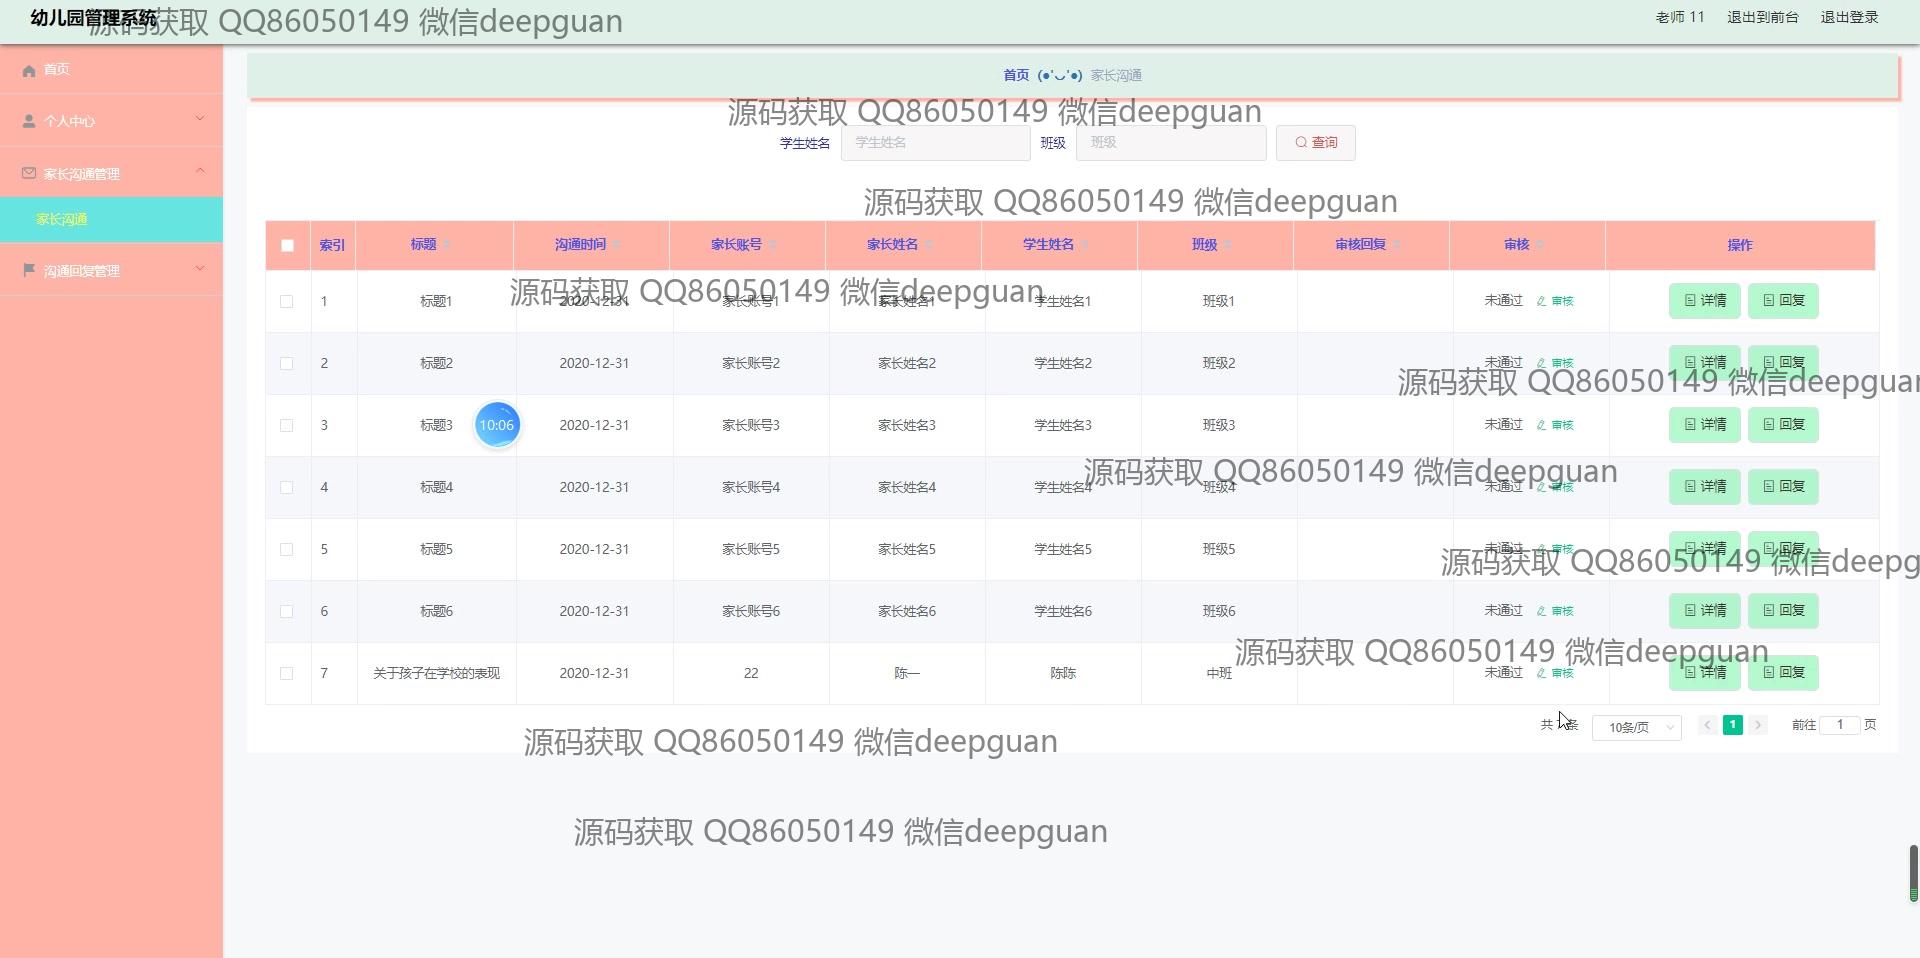 幼儿园管理系统
源码获取 QQ86050149 微信deepguan
老师 11 退出到前台 退出登录
首页
个人中心
家长沟通管理
家长沟通
沟通回复管理
首页 (●'◡'●) 家长沟通
源码获取 QQ86050149 微信deepguan
学生姓名 学生姓名 班级 班级 查询
源码获取 QQ86050149 微信deepguan
索引 标题 沟通时间 家长账号 家长姓名 学生姓名 班级 审核回复 审核 操作
源码获取 QQ86050149 微信deepguan
1 标题1 2020-12-31 家长账号1 家长姓名1 学生姓名1 班级1 未通过 审核 详情 回复
2 标题2 2020-12-31 家长账号2 家长姓名2 学生姓名2 班级2 未通过 审核 详情 回复
源码获取 QQ86050149 微信deepguan
3 标题3 2020-12-31 家长账号3 家长姓名3 学生姓名3 班级3 未通过 审核 详情 回复
10:06
源码获取 QQ86050149 微信deepguan
4 标题4 2020-12-31 家长账号4 家长姓名4 学生姓名4 班级4 未通过 审核 详情 回复
5 标题5 2020-12-31 家长账号5 家长姓名5 学生姓名5 班级5 未通过 审核 详情 回复
源码获取 QQ86050149 微信deepg
6 标题6 2020-12-31 家长账号6 家长姓名6 学生姓名6 班级6 未通过 审核 详情 回复
源码获取 QQ86050149 微信deepguan
7 关于孩子在学校的表现 2020-12-31 22 陈一 陈陈 中班 未通过 审核 详情 回复
共 条 10条/页 1 前往 1 页
源码获取 QQ86050149 微信deepguan
源码获取 QQ86050149 微信deepguan